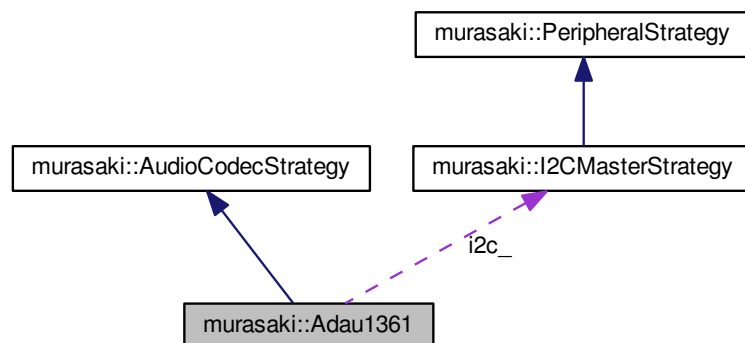 murasaki::PeripheralStrategy
murasaki::AudioCodecStrategy
murasaki::I2CMasterStrategy
i2c_
murasaki::Adau1361